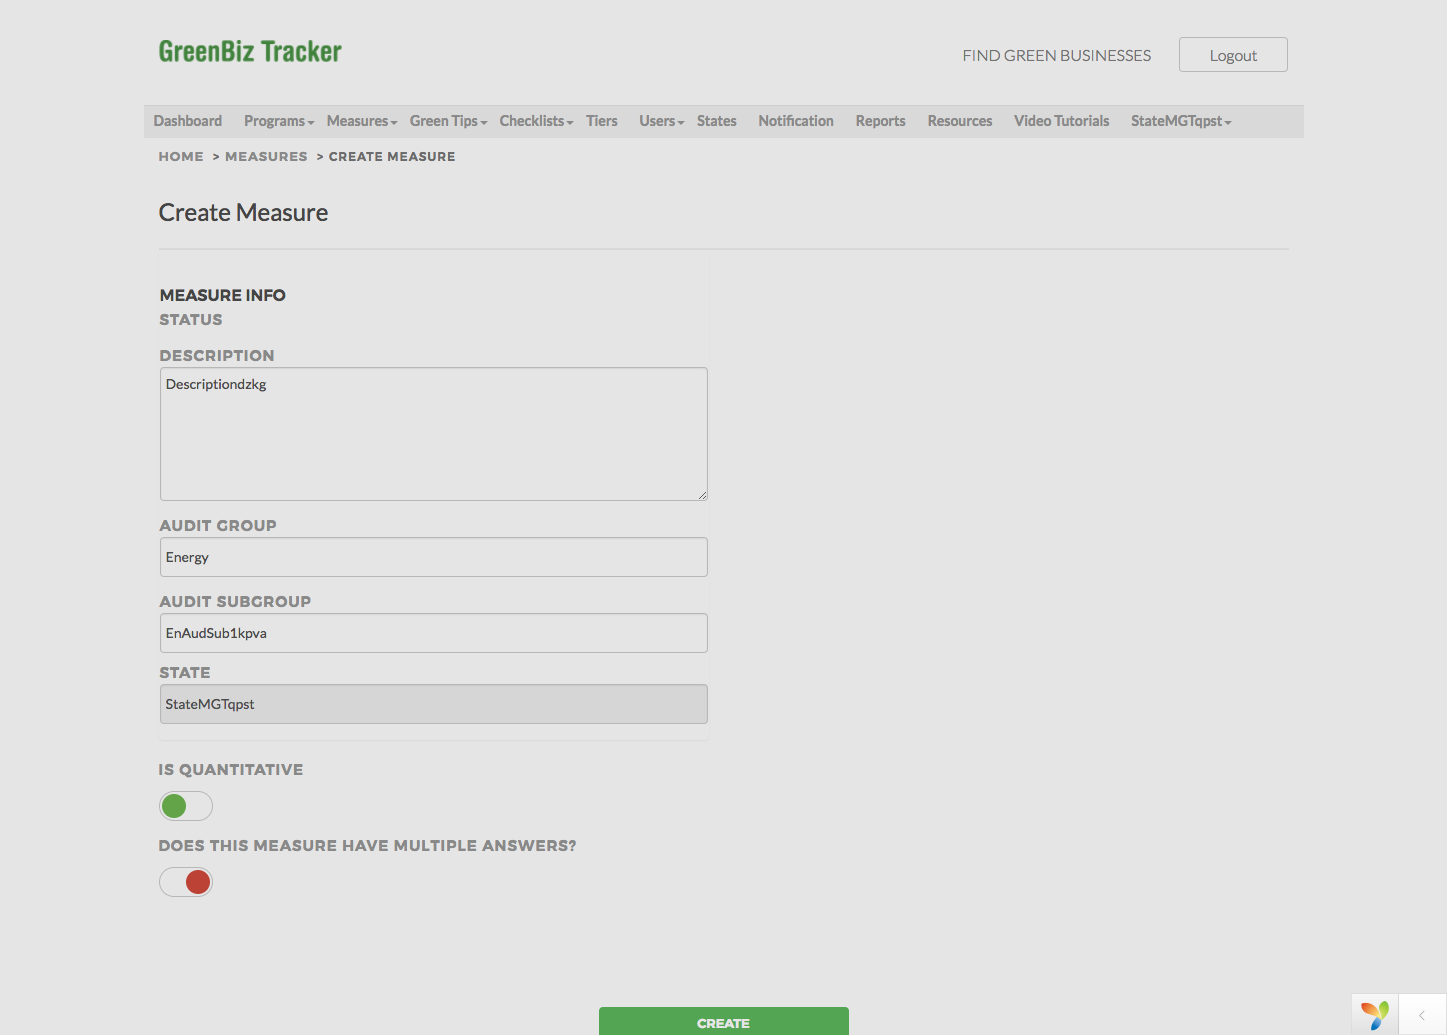 GreenBiz Tracker
FIND GREEN BUSINESSES
Logout
Dashboard Programs Measures Green Tips Checklists Tiers Users States Notification Reports Resources Video Tutorials StateMGTqpst
HOME > MEASURES > CREATE MEASURE
Create Measure
MEASURE INFO
STATUS
DESCRIPTION
Descriptiondzkg
AUDIT GROUP
Energy
AUDIT SUBGROUP
EnAudSub1kpva
STATE
StateMGTqpst
IS QUANTITATIVE
DOES THIS MEASURE HAVE MULTIPLE ANSWERS?
CREATE